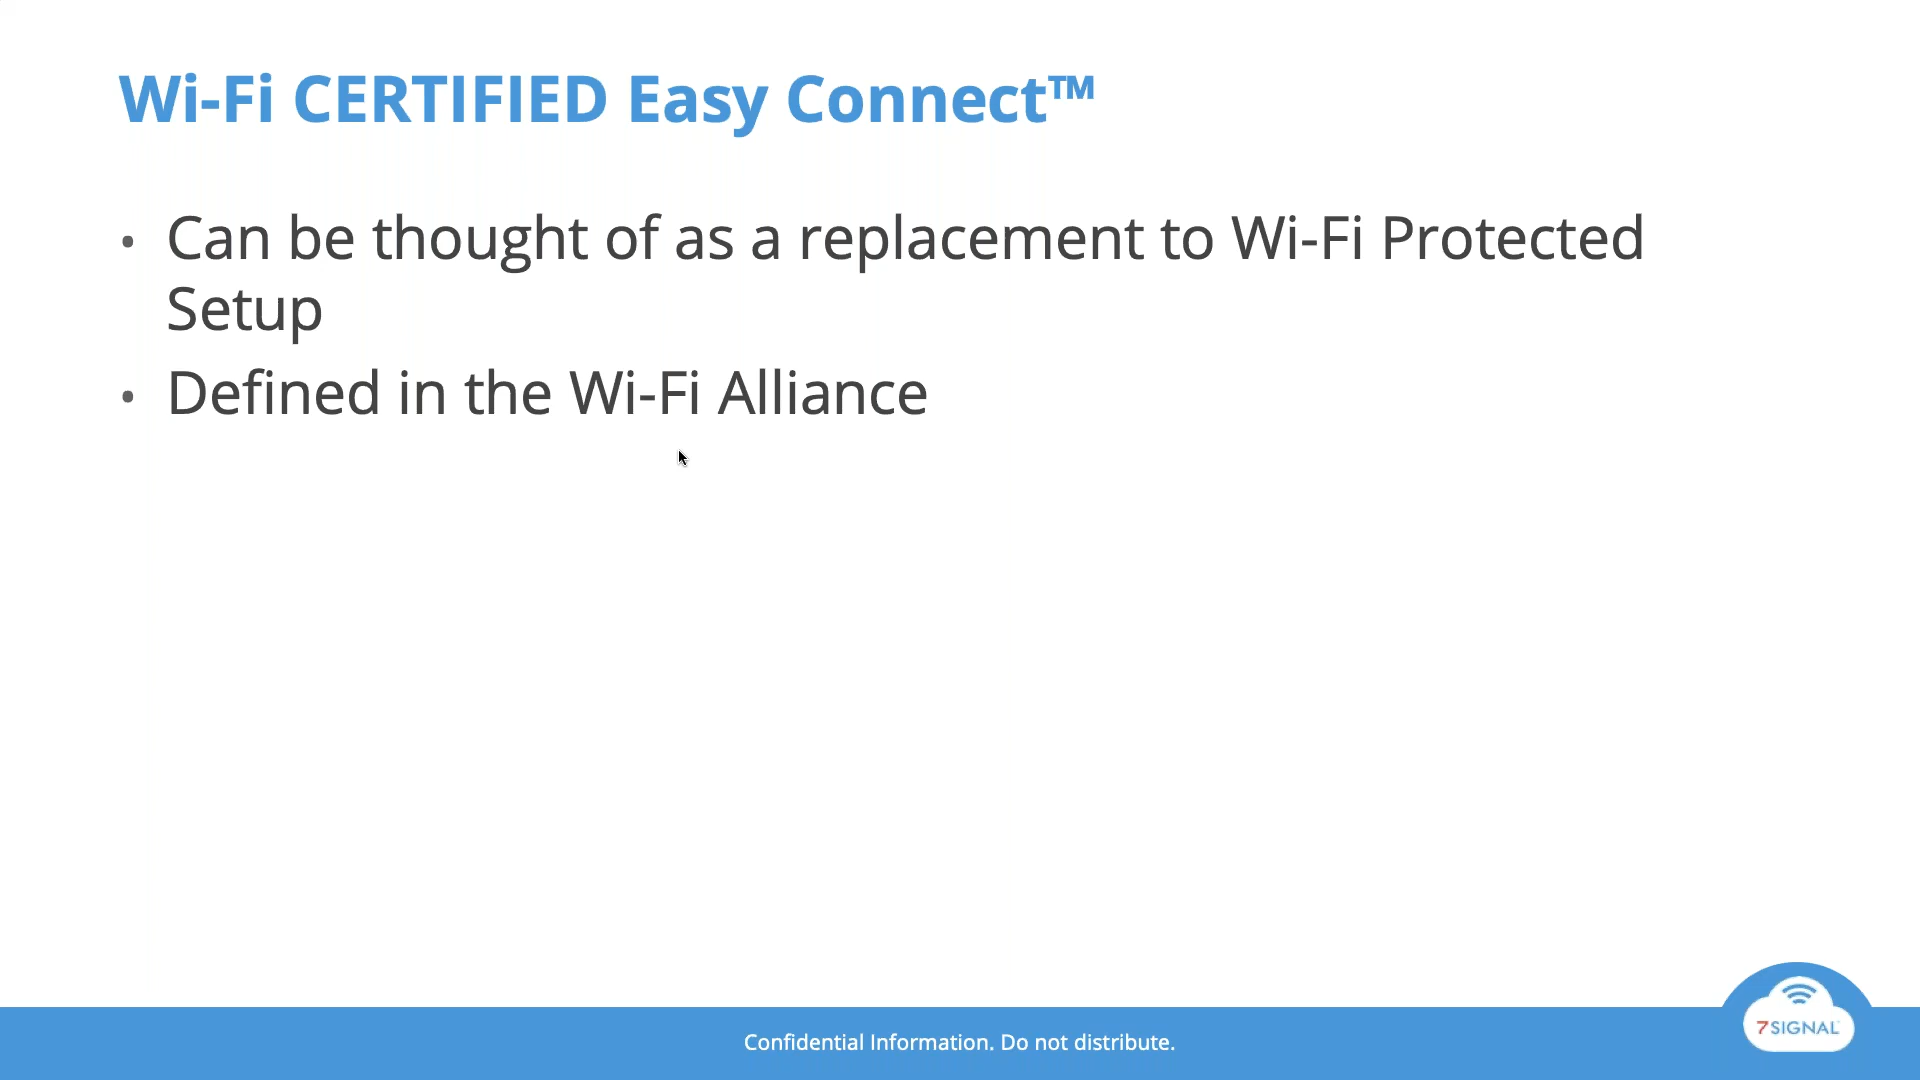 Wi-Fi CERTIFIED Easy Connect™
• Can be thought of as a replacement to Wi-Fi Protected
Setup
• Defined in the Wi-Fi Alliance
Confidential Information. Do not distribute.
7SIGNAL